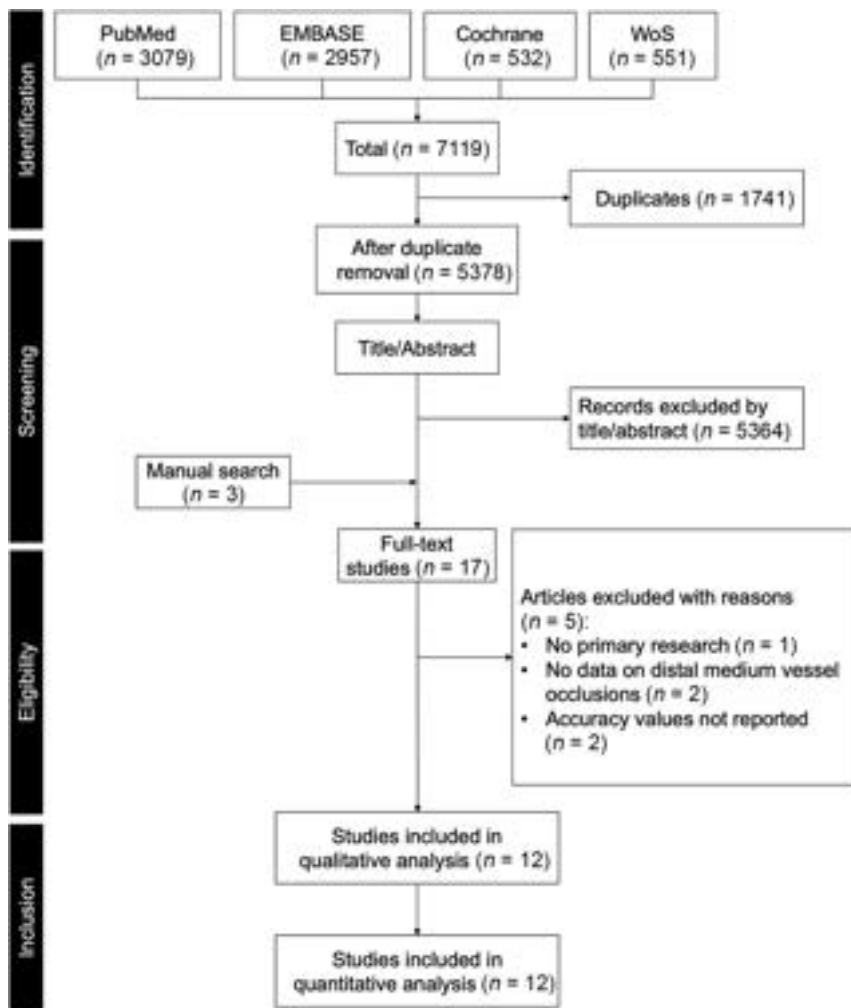 PubMed
(n = 3079)
EMBASE
(n = 2957)
Cochrane
(n = 532)
WoS
(n = 551)
Identification
Total (n = 7119)
Duplicates (n = 1741)
After duplicate
removal (n = 5378)
Screening
Title/Abstract
Records excluded by
title/abstract (n = 5364)
Manual search
(n = 3)
Full-text
studies (n = 17)
Eligibility
Articles excluded with reasons
(n = 5):
• No primary research (n = 1)
• No data on distal medium vessel
occlusions (n = 2)
• Accuracy values not reported
(n = 2)
Studies included in
qualitative analysis (n = 12)
Inclusion
Studies included in
quantitative analysis (n = 12)